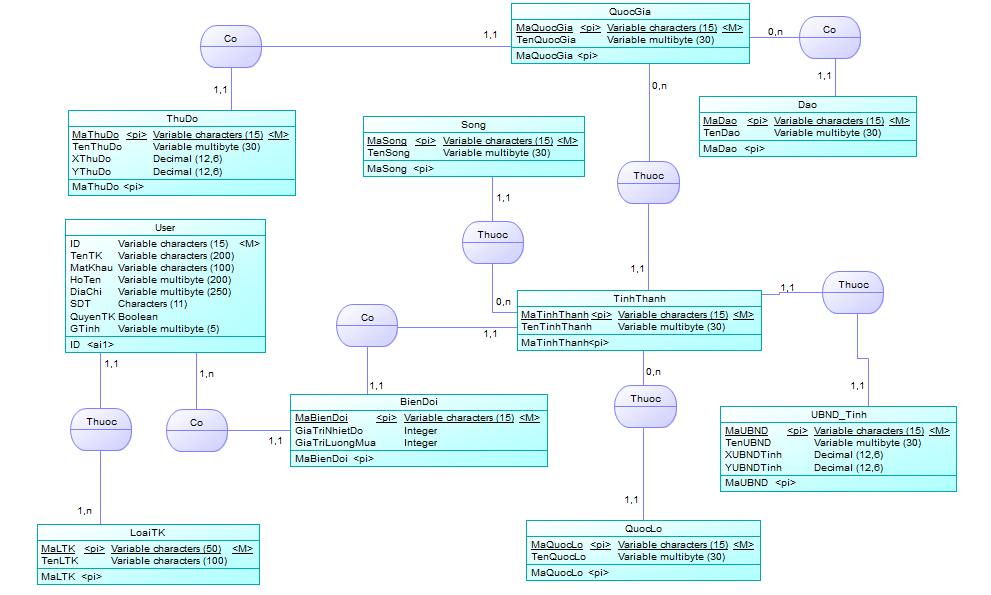 QuocGia
MaQuocGia <pi> Variable characters (15) <M>
TenQuocGia Variable multibyte (30)
MaQuocGia <pi>
Co
1,1
1,1
0,n
Co
1,1
ThuDo
MaThuDo <pi> Variable characters (15) <M>
TenThuDo Variable multibyte (30)
XThuDo Decimal (12,6)
YThuDo Decimal (12,6)
MaThuDo <pi>
Song
MaSong <pi> Variable characters (15) <M>
TenSong Variable multibyte (30)
MaSong <pi>
0,n
Dao
MaDao <pi> Variable characters (15) <M>
TenDao Variable multibyte (30)
MaDao <pi>
Thuoc
1,1
1,1
Thuoc
0,n
User
ID Variable characters (15) <M>
TenTK Variable characters (200)
MatKhau Variable characters (100)
HoTen Variable multibyte (200)
DiaChi Variable multibyte (250)
SDT Characters (11)
QuyenTK Boolean
GTinh Variable multibyte (5)
ID <ai1>
TinhThanh
MaTinhThanh <pi> Variable characters (15) <M>
TenTinhThanh Variable multibyte (30)
MaTinhThanh <pi>
1,1
Thuoc
1,1
Co
1,1
1,1
0,n
Thuoc
1,1
1,1
1,n
Thuoc
Co
1,1
1,n
BienDoi
MaBienDoi <pi> Variable characters (15) <M>
GiaTriNhietDo Integer
GiaTriLuongMua Integer
MaBienDoi <pi>
UBND_Tinh
MaUBND <pi> Variable characters (15) <M>
TenUBND Variable multibyte (30)
XUBNDTinh Decimal (12,6)
YUBNDTinh Decimal (12,6)
MaUBND <pi>
LoaiTK
MaLTK <pi> Variable characters (50) <M>
TenLTK Variable characters (100)
MaLTK <pi>
QuocLo
MaQuocLo <pi> Variable characters (15) <M>
TenQuocLo Variable multibyte (30)
MaQuocLo <pi>